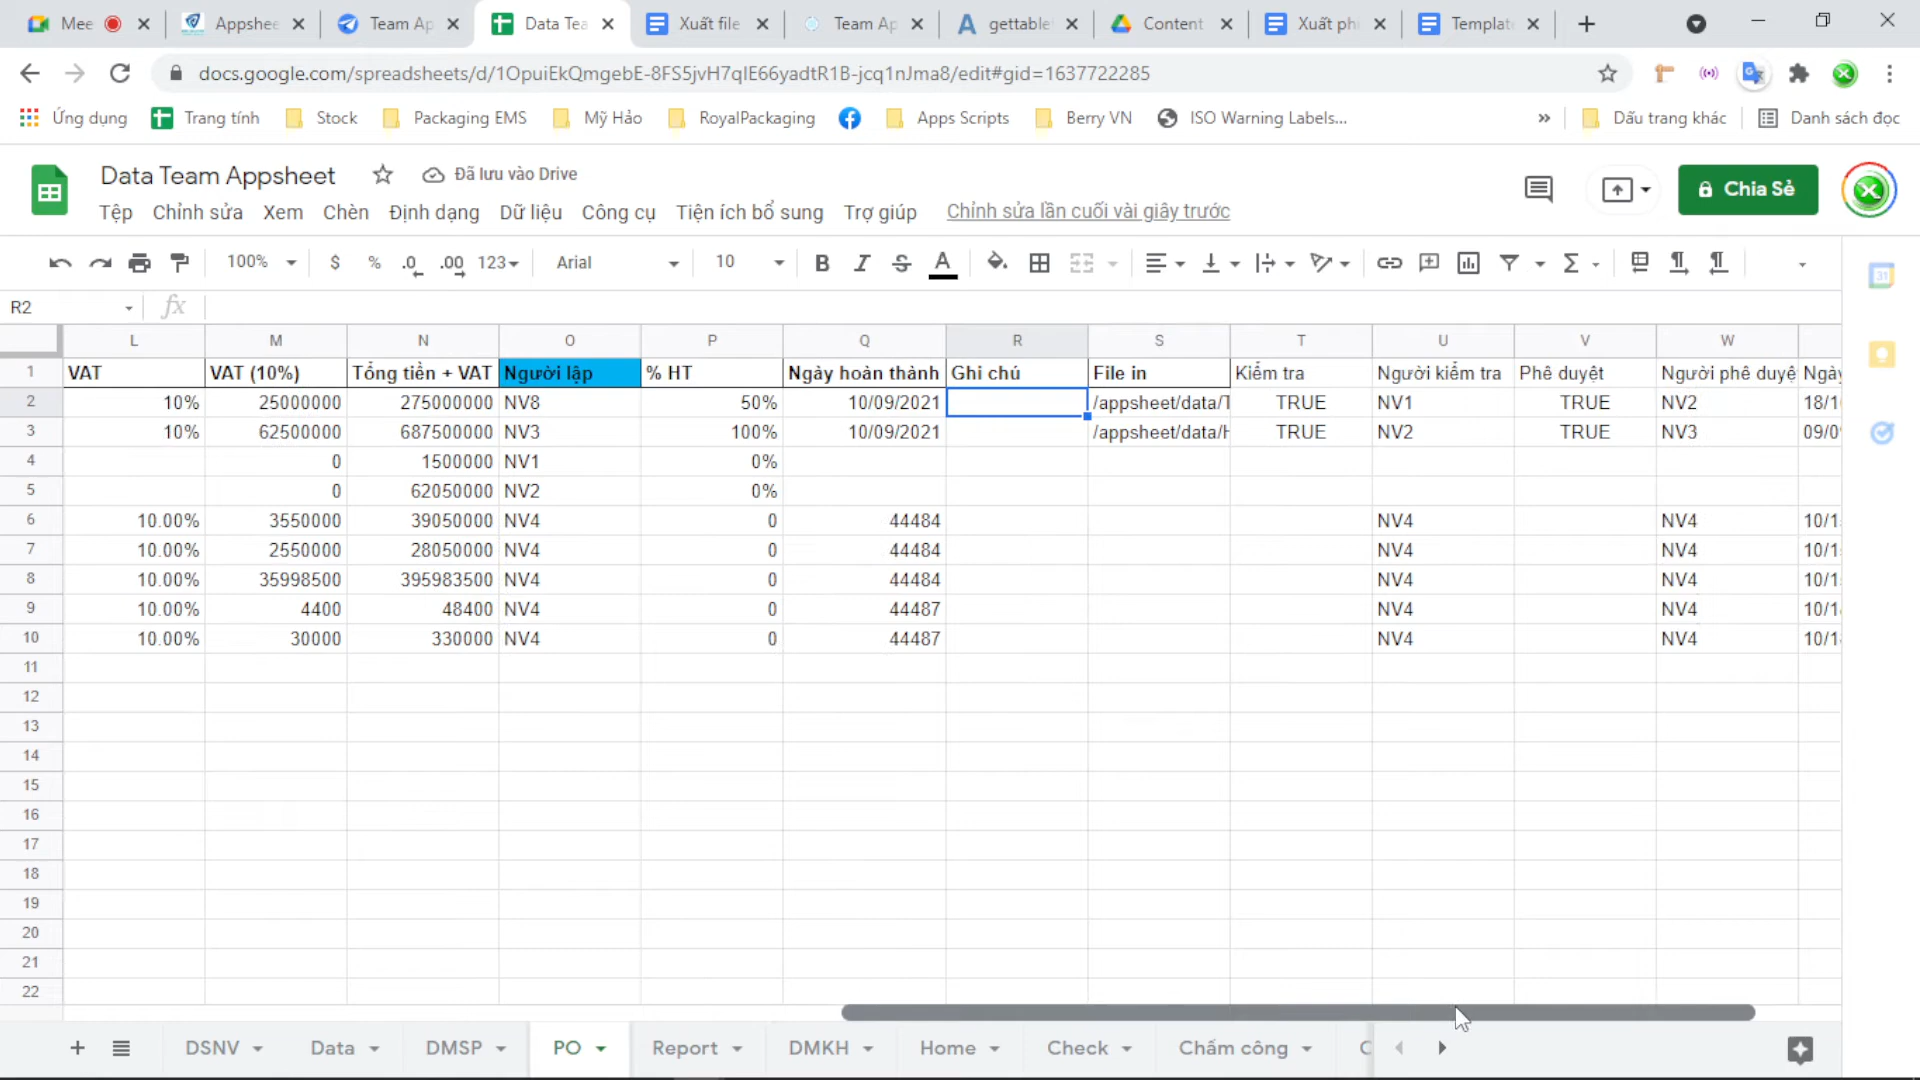 Mee
Appshee
Team Ap
Data Tea
Xuất file
Team Ap
gettable
Content
Xuất ph
Templat
docs.google.com/spreadsheets/d/1OpuiEkQmgebE-8FS5jvH7qIE66yadtR1B-jcq1nJma8/edit#gid=1637722285
Ứng dụng
Trang tính
Stock
Packaging EMS
Mỹ Hảo
RoyalPackaging
Apps Scripts
Berry VN
ISO Warning Labels...
»
Dấu trang khác
Danh sách đọc
Data Team Appsheet
Đã lưu vào Drive
Chia Sẻ
Tệp Chỉnh sửa Xem Chèn Định dạng Dữ liệu Công cụ Tiện ích bổ sung Trợ giúp Chỉnh sửa lần cuối vài giây trước
100% $ % .0 .00 123 Arial 10 B I S A
31
R2 fx
L M N O P Q R S T U V W
1 VAT VAT (10%) Tổng tiền + VAT Người lập % HT Ngày hoàn thành Ghi chú File in Kiểm tra Người kiểm tra Phê duyệt Người phê duyệ Ngày
2 10% 25000000 275000000 NV8 50% 10/09/2021 /appsheet/data/T TRUE NV1 TRUE NV2 18/1
3 10% 62500000 687500000 NV3 100% 10/09/2021 /appsheet/data/H TRUE NV2 TRUE NV3 09/0
4 0 1500000 NV1 0%
5 0 62050000 NV2 0%
6 10.00% 3550000 39050000 NV4 0 44484 NV4 NV4 10/1
7 10.00% 2550000 28050000 NV4 0 44484 NV4 NV4 10/1
8 10.00% 35998500 395983500 NV4 0 44484 NV4 NV4 10/1
9 10.00% 4400 48400 NV4 0 44487 NV4 NV4 10/1
10 10.00% 30000 330000 NV4 0 44487 NV4 NV4 10/1
11
12
13
14
15
16
17
18
19
20
21
22
+ DSNV Data DMSP PO Report DMKH Home Check Chấm công